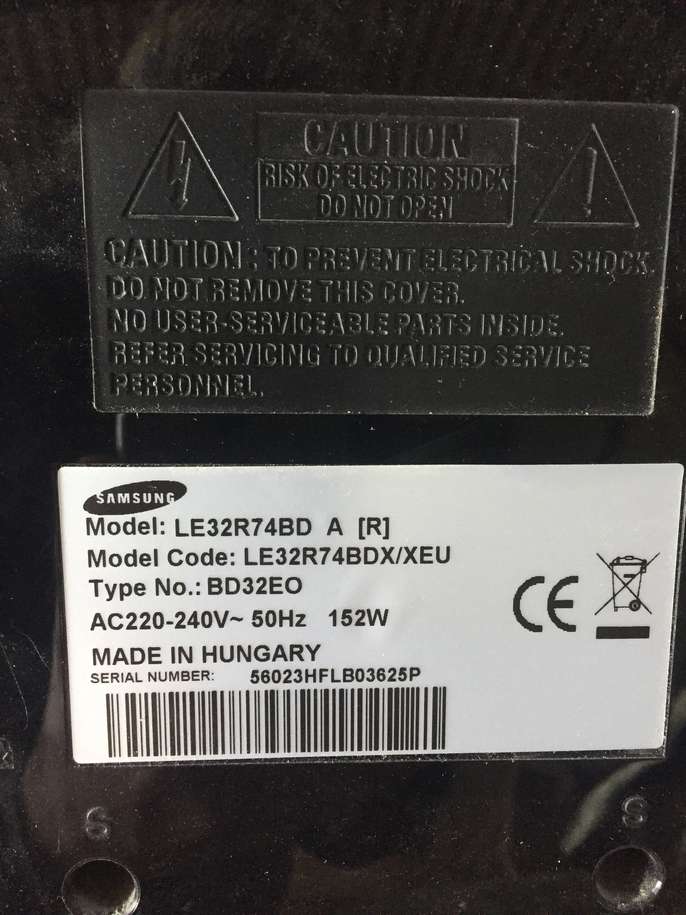 CAUTION
RISK OF ELECTRIC SHOCK
DO NOT OPEN
CAUTION : TO PREVENT ELECTRICAL SHOCK,
DO NOT REMOVE THIS COVER.
NO USER-SERVICEABLE PARTS INSIDE.
REFER SERVICING TO QUALIFIED SERVICE
PERSONNEL.
SAMSUNG
Model: LE32R74BD A [R]
Model Code: LE32R74BDX/XEU
Type No.: BD32EO
AC220-240V~ 50Hz 152W
CE
MADE IN HUNGARY
SERIAL NUMBER: 56023HFLB03625P
S S